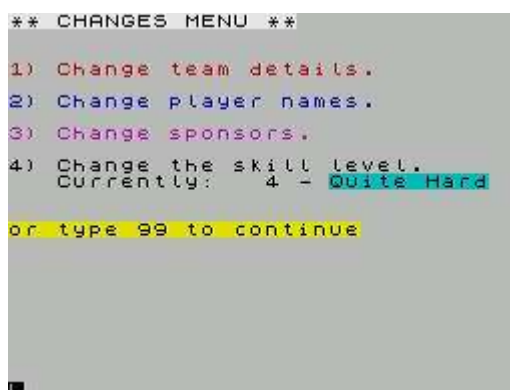 ** CHANGES MENU **
1) Change team details.
2) Change player names.
3) Change sponsors.
4) Change the skill level.
Currently: 4 - Quite Hard
or type 99 to continue